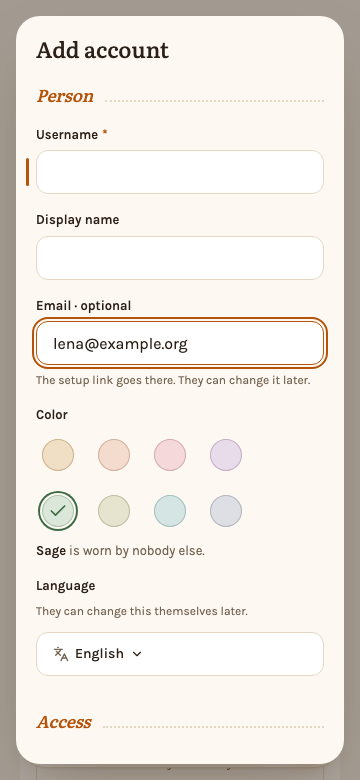 Add account
Person
Username *
Display name
Email · optional
lena@example.org
The setup link goes there. They can change it later.
Color
Sage is worn by nobody else.
Language
They can change this themselves later.
English
Access